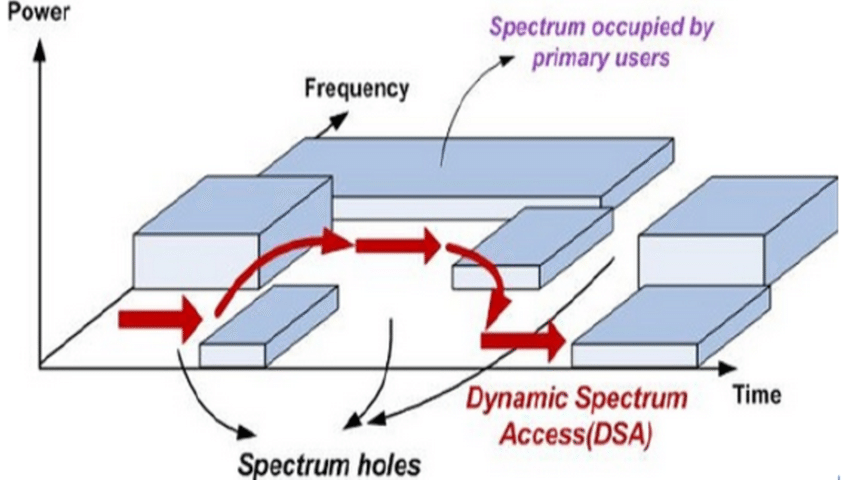 Power
Spectrum occupied by
primary users
Frequency
Time
Dynamic Spectrum
Access(DSA)
Spectrum holes